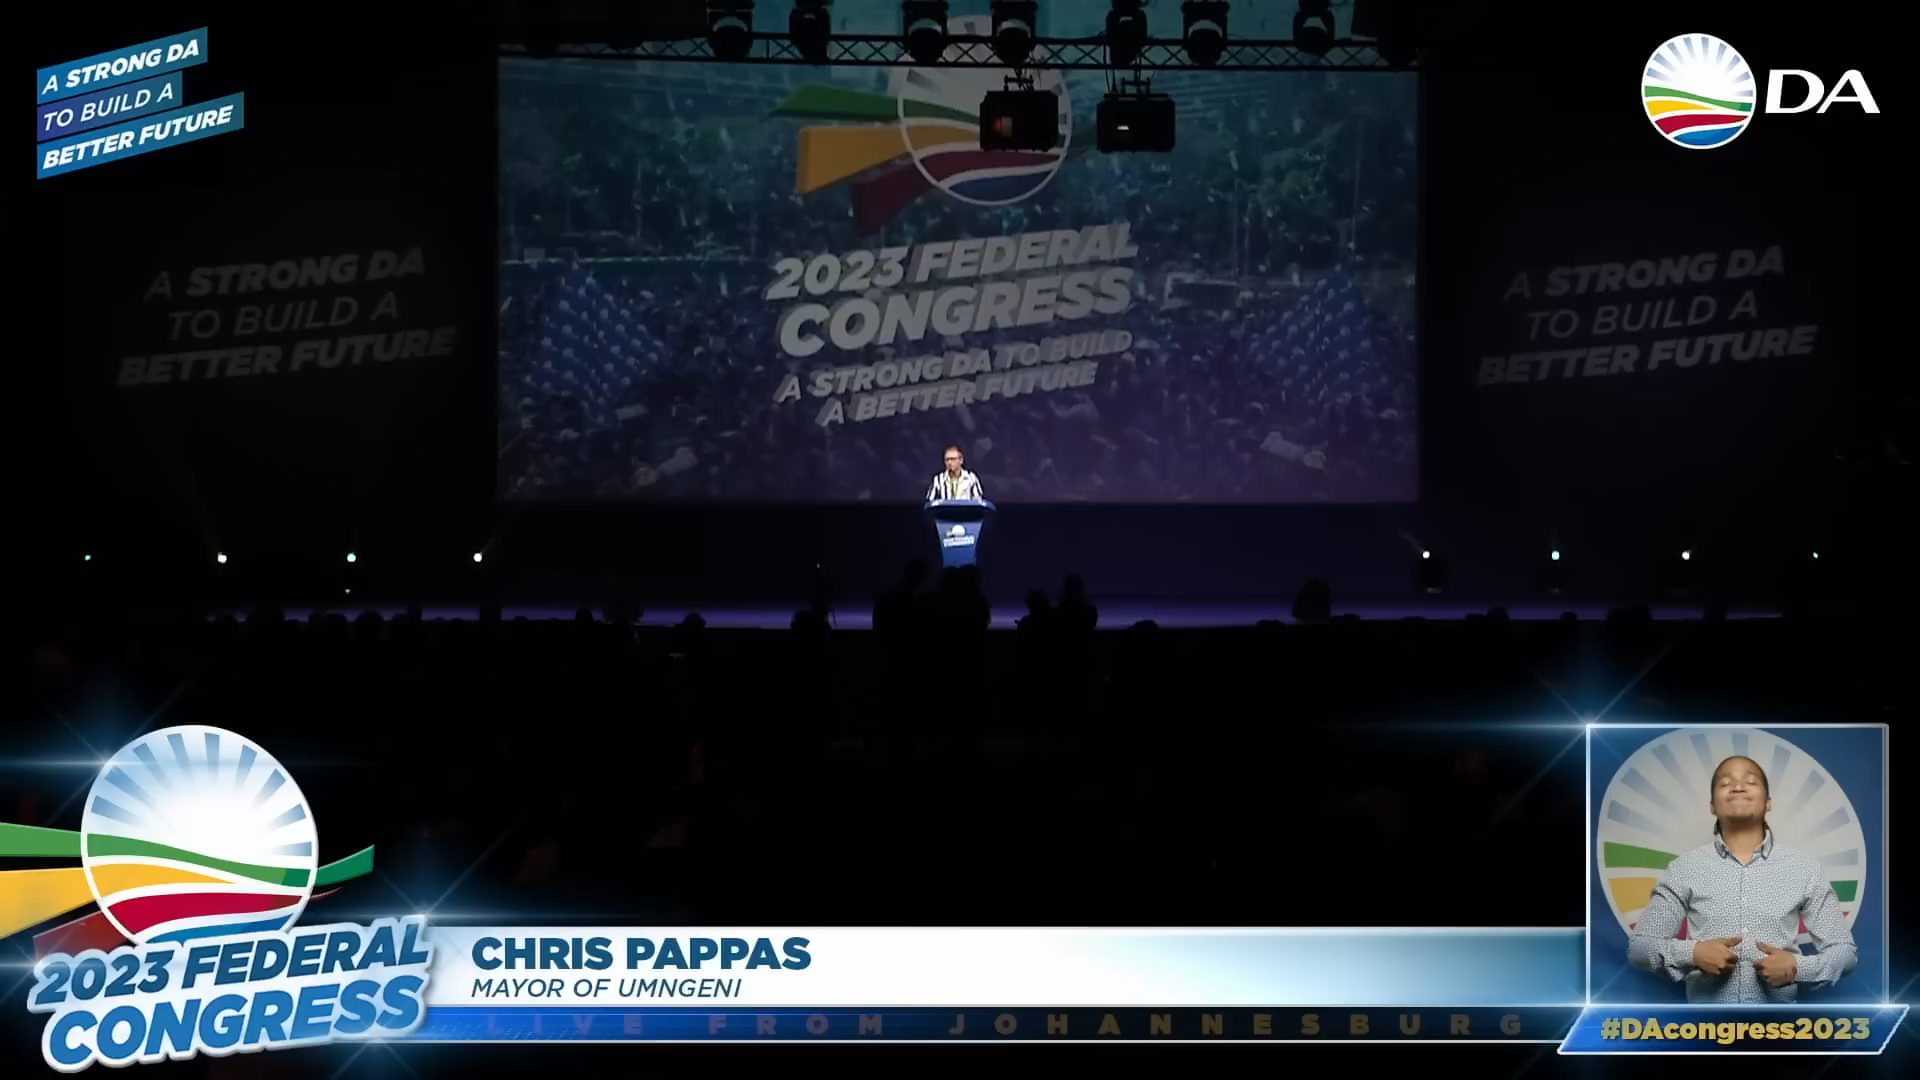 A STRONG DA
TO BUILD A
BETTER FUTURE
DA
A STRONG DA
TO BUILD A
BETTER FUTURE
2023 FEDERAL
CONGRESS
A STRONG DA TO BUILD
A BETTER FUTURE
A STRONG DA
TO BUILD A
BETTER FUTURE
2023 FEDERAL
CONGRESS
CHRIS PAPPAS
MAYOR OF UMNGENI
LIVE FROM JOHANNESBURG
#DAcongress2023